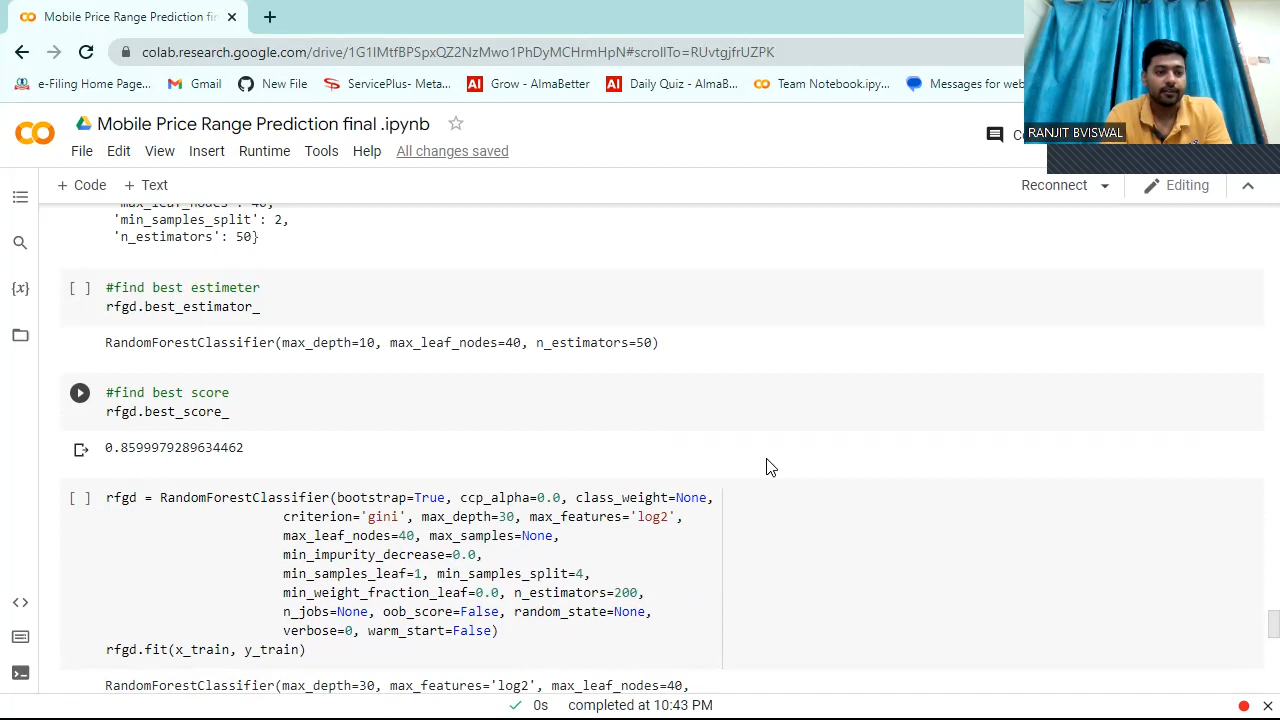 Mobile Price Range Prediction fin
colab.research.google.com/drive/1G1IMtfBPSpxQZ2NzMwo1PhDyMCHrmHpN#scrollTo=RUvtgjfrUZPK
e-Filing Home Page...
Gmail
New File
ServicePlus- Meta...
AI Grow - AlmaBetter
AI Daily Quiz - AlmaB...
Team Notebook.ipy...
Messages for web
RANJIT BVISWAL
CO
Mobile Price Range Prediction final .ipynb
File Edit View Insert Runtime Tools Help All changes saved
+ Code + Text
Reconnect
Editing
{x}
'max_leaf_nodes': 40,
'min_samples_split': 2,
'n_estimators': 50}
[ ] #find best estimeter
rfgd.best_estimator_
RandomForestClassifier(max_depth=10, max_leaf_nodes=40, n_estimators=50)
#find best score
rfgd.best_score_
0.8599979289634462
[ ] rfgd = RandomForestClassifier(bootstrap=True, ccp_alpha=0.0, class_weight=None,
criterion='gini', max_depth=30, max_features='log2',
max_leaf_nodes=40, max_samples=None,
min_impurity_decrease=0.0,
min_samples_leaf=1, min_samples_split=4,
min_weight_fraction_leaf=0.0, n_estimators=200,
n_jobs=None, oob_score=False, random_state=None,
verbose=0, warm_start=False)
rfgd.fit(x_train, y_train)
RandomForestClassifier(max_depth=30, max_features='log2', max_leaf_nodes=40,
0s completed at 10:43 PM